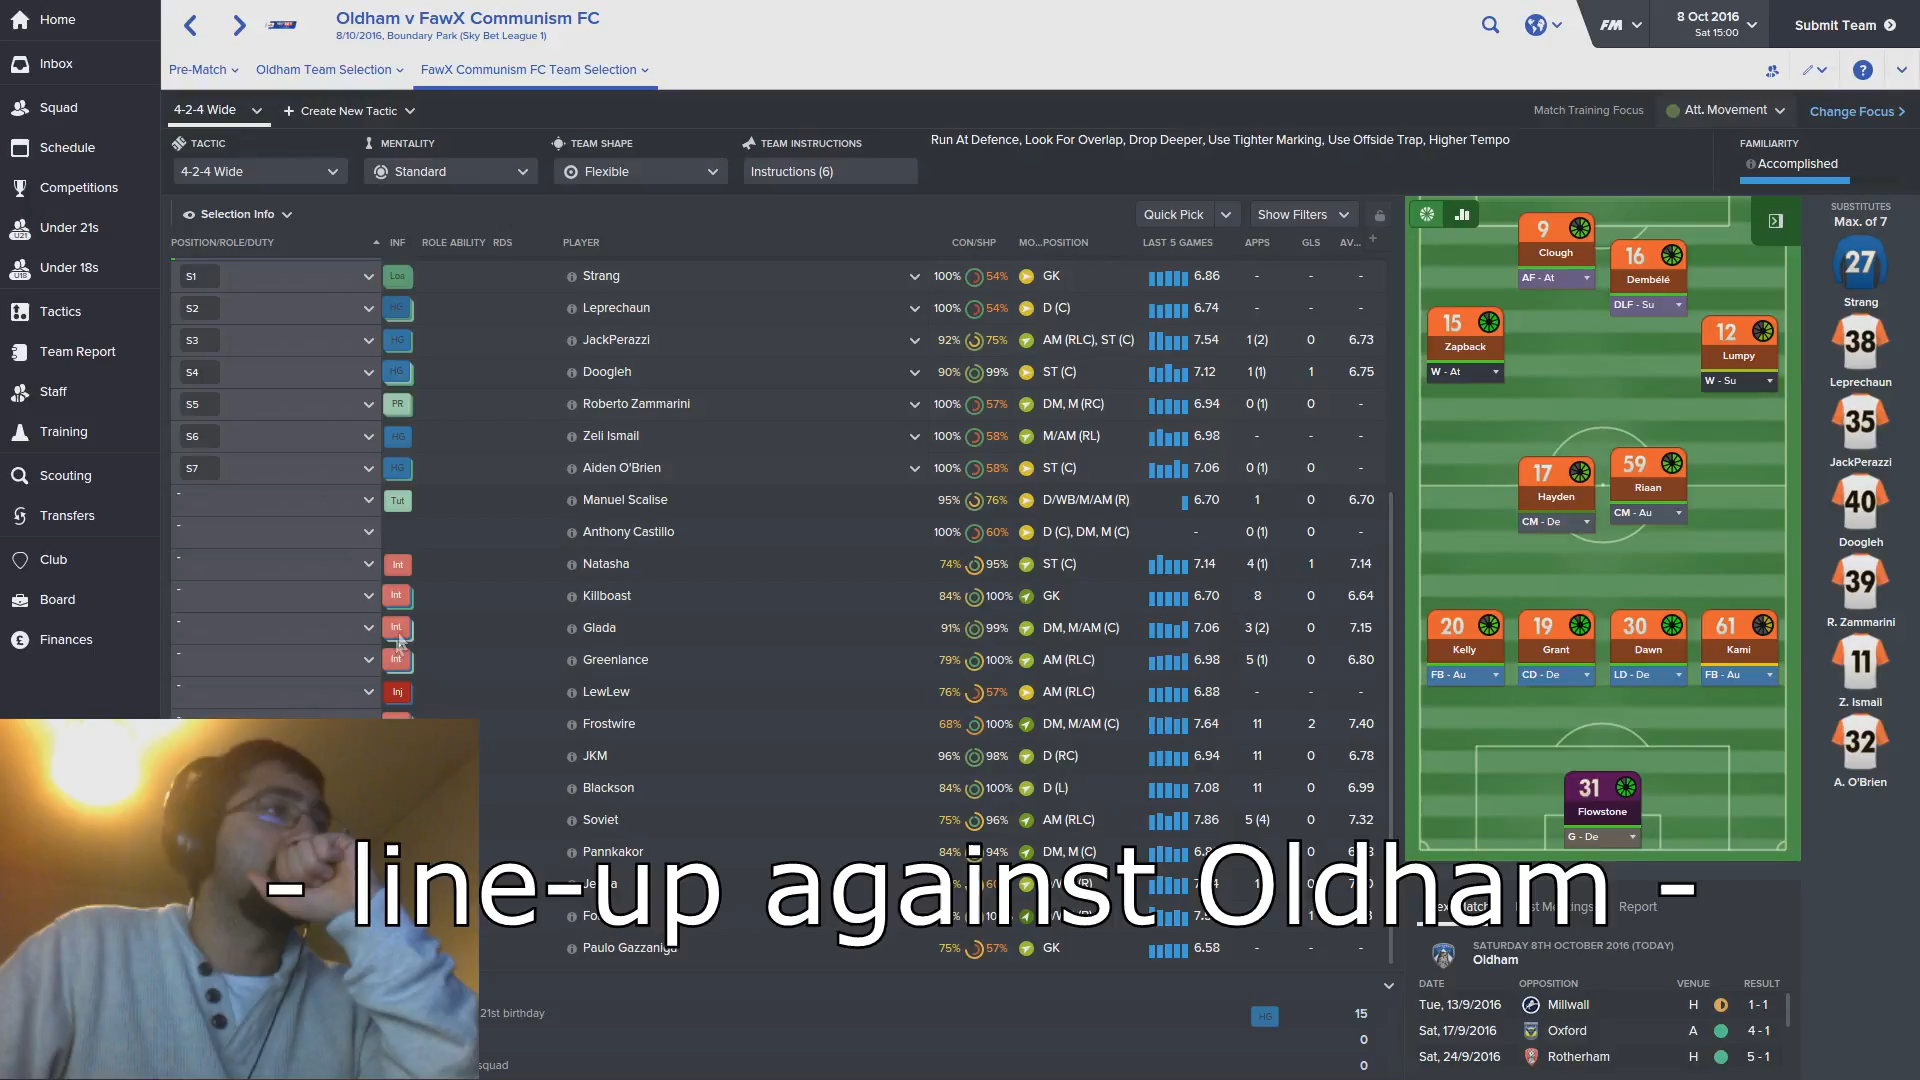 Home
Inbox
Squad
Schedule
Competitions
Under 21s
Under 18s
Tactics
Team Report
Staff
Training
Scouting
Transfers
Club
Board
Finances
Oldham v FawX Communism FC
8/10/2016, Boundary Park (Sky Bet League 1)
FM
8 Oct 2016
Sat 15:00
Submit Team
Pre-Match
Oldham Team Selection
FawX Communism FC Team Selection
4-2-4 Wide
Create New Tactic
Match Training Focus
Att. Movement
Change Focus >
TACTIC
MENTALITY
TEAM SHAPE
TEAM INSTRUCTIONS
Run At Defence, Look For Overlap, Drop Deeper, Use Tighter Marking, Use Offside Trap, Higher Tempo
4-2-4 Wide
Standard
Flexible
Instructions (6)
FAMILIARITY
Accomplished
Selection Info
Quick Pick
Show Filters
POSITION/ROLE/DUTY INF ROLE ABILITY RDS PLAYER CON/SHP MO... POSITION LAST 5 GAMES APPS GLS AV...
S1 Loa Strang 100% 54% GK 6.86 - - -
S2 HG Leprechaun 100% 54% D (C) 6.74 - - -
S3 HG JackPerazzi 92% 75% AM (RLC), ST (C) 7.54 1(2) 0 6.73
S4 HG Doogleh 90% 99% ST (C) 7.12 1(1) 1 6.75
S5 PR Roberto Zammarini 100% 57% DM, M (RC) 6.94 0 (1) 0 -
S6 HG Zeli Ismail 100% 58% M/AM (RL) 6.98 - - -
S7 HG Aiden O'Brien 100% 58% ST (C) 7.06 0 (1) 0 -
- Tut Manuel Scalise 95% 76% D/WB/M/AM (R) 6.70 1 0 6.70
- Anthony Castillo 100% 60% D (C), DM, M (C) - 0 (1) 0 -
- Int Natasha 74% 95% ST (C) 7.14 4 (1) 1 7.14
- Int Killboast 84% 100% GK 6.70 8 0 6.64
- Int Glada 91% 99% DM, M/AM (C) 7.06 3 (2) 0 7.15
- Int Greenlance 79% 100% AM (RLC) 6.98 5 (1) 0 6.80
- Inj LewLew 76% 57% AM (RLC) 6.88 - - -
Frostwire 68% 100% DM, M/AM (C) 7.64 11 2 7.40
JKM 96% 98% D (RC) 6.94 11 0 6.78
Blackson 84% 100% D (L) 7.08 11 0 6.99
Soviet 75% 96% AM (RLC) 7.86 5 (4) 0 7.32
Pannkakor 84% 94% DM, M (C)
Paulo Gazzaniga 75% 57% GK 6.58 - - -
- line-up against Oldham -
21st birthday HG 15
0
squad 0
9
Clough
AF - At
16
Dembélé
DLF - Su
15
Zapback
W - At
12
Lumpy
W - Su
17
Hayden
CM - De
59
Riaan
CM - Au
20
Kelly
FB - Au
19
Grant
CD - De
30
Dawn
LD - De
61
Kami
FB - Au
31
Flowstone
G - De
SUBSTITUTES
Max. of 7
27
Strang
38
Leprechaun
35
JackPerazzi
40
Doogleh
39
R. Zammarini
11
Z. Ismail
32
A. O'Brien
Report
SATURDAY 8TH OCTOBER 2016 (TODAY)
Oldham
DATE OPPOSITION VENUE RESULT
Tue, 13/9/2016 Millwall H 1 - 1
Sat, 17/9/2016 Oxford A 4 - 1
Sat, 24/9/2016 Rotherham H 5 - 1